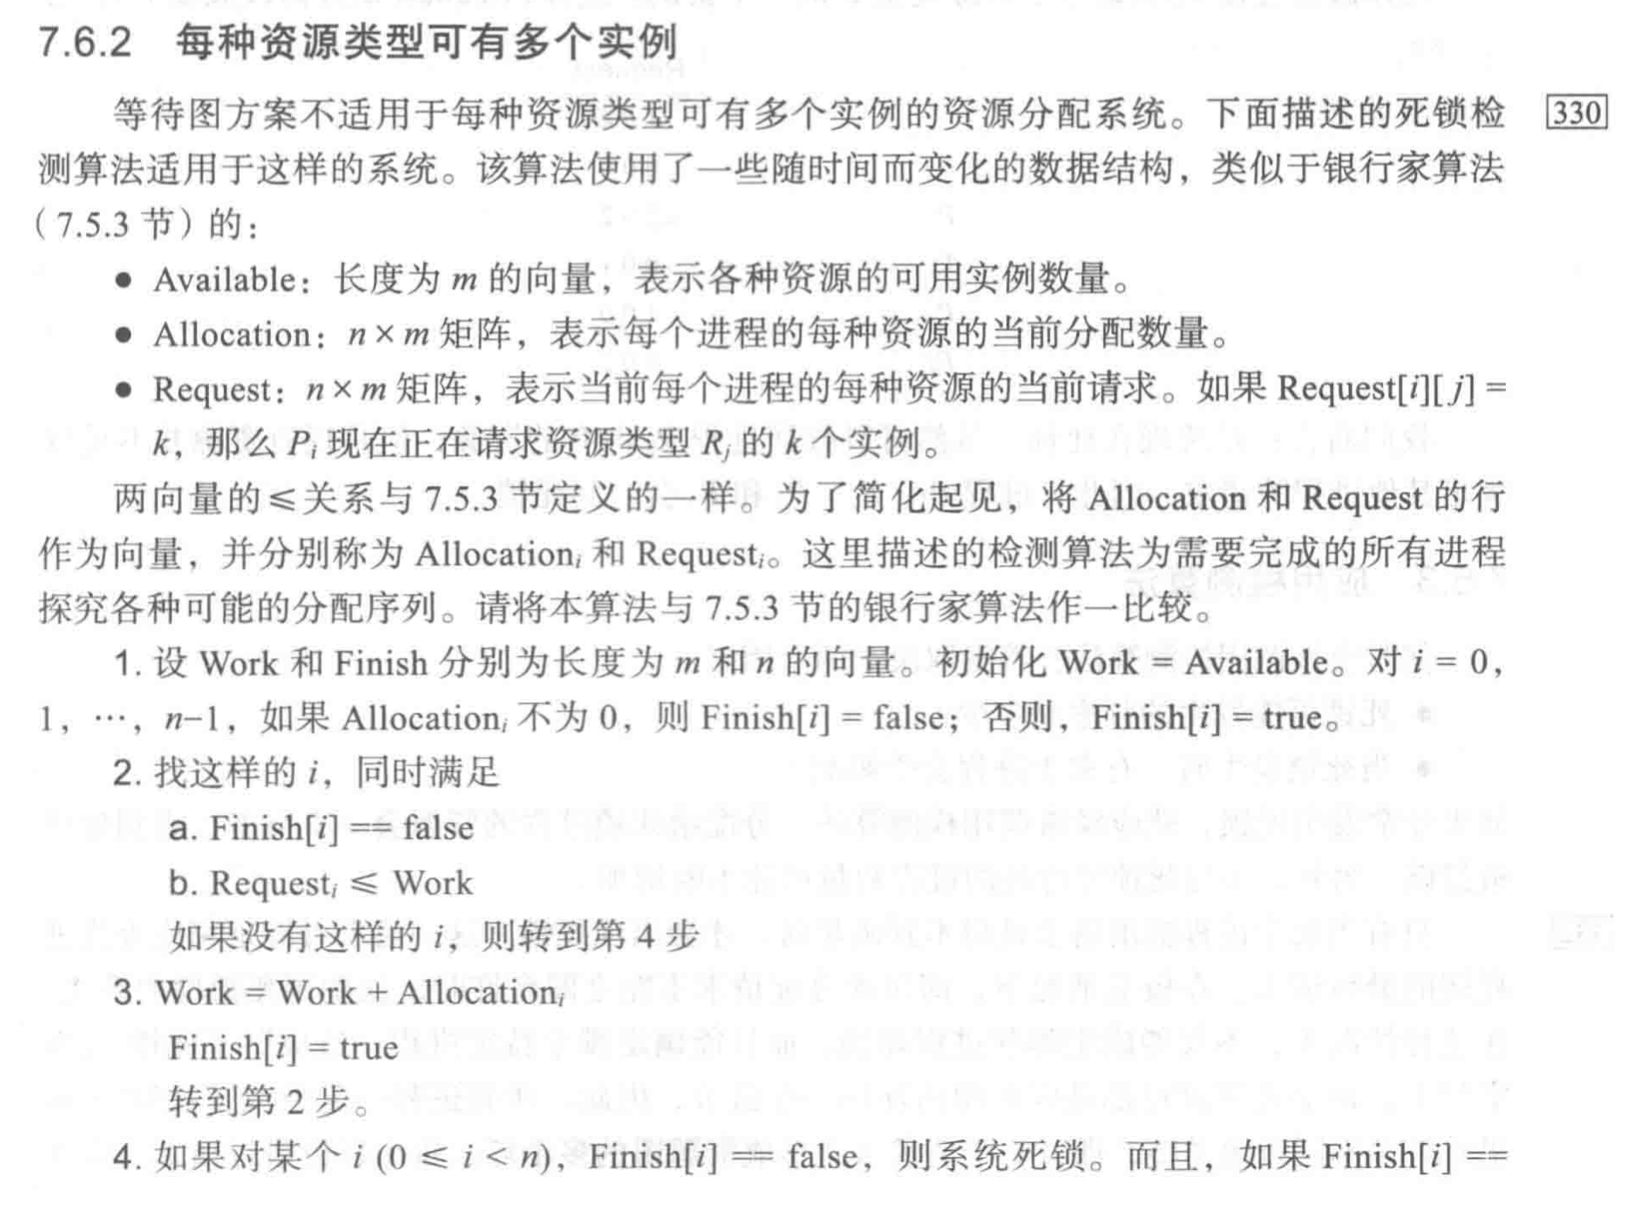 7.6.2 每种资源类型可有多个实例
等待图方案不适用于每种资源类型可有多个实例的资源分配系统。下面描述的死锁检 330
测算法适用于这样的系统。该算法使用了一些随时间而变化的数据结构，类似于银行家算法
（7.5.3 节）的：
● Available：长度为 m 的向量，表示各种资源的可用实例数量。
● Allocation：n × m 矩阵，表示每个进程的每种资源的当前分配数量。
● Request：n × m 矩阵，表示当前每个进程的每种资源的当前请求。如果 Request[i][j] =
k，那么 Pi 现在正在请求资源类型 Rj 的 k 个实例。
两向量的 ≤ 关系与 7.5.3 节定义的一样。为了简化起见，将 Allocation 和 Request 的行
作为向量，并分别称为 Allocationi 和 Requesti。这里描述的检测算法为需要完成的所有进程
探究各种可能的分配序列。请将本算法与 7.5.3 节的银行家算法作一比较。
1. 设 Work 和 Finish 分别为长度为 m 和 n 的向量。初始化 Work = Available。对 i = 0，
1，…，n–1，如果 Allocationi 不为 0，则 Finish[i] = false；否则，Finish[i] = true。
2. 找这样的 i，同时满足
a. Finish[i] == false
b. Requesti ≤ Work
如果没有这样的 i，则转到第 4 步
3. Work = Work + Allocationi
Finish[i] = true
转到第 2 步。
4. 如果对某个 i (0 ≤ i < n)，Finish[i] == false，则系统死锁。而且，如果 Finish[i] ==